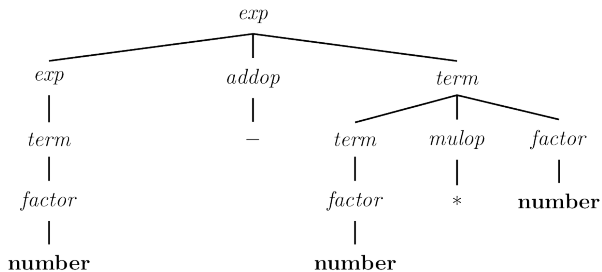 exp
exp addop term
term − term mulop factor
factor factor * number
number number